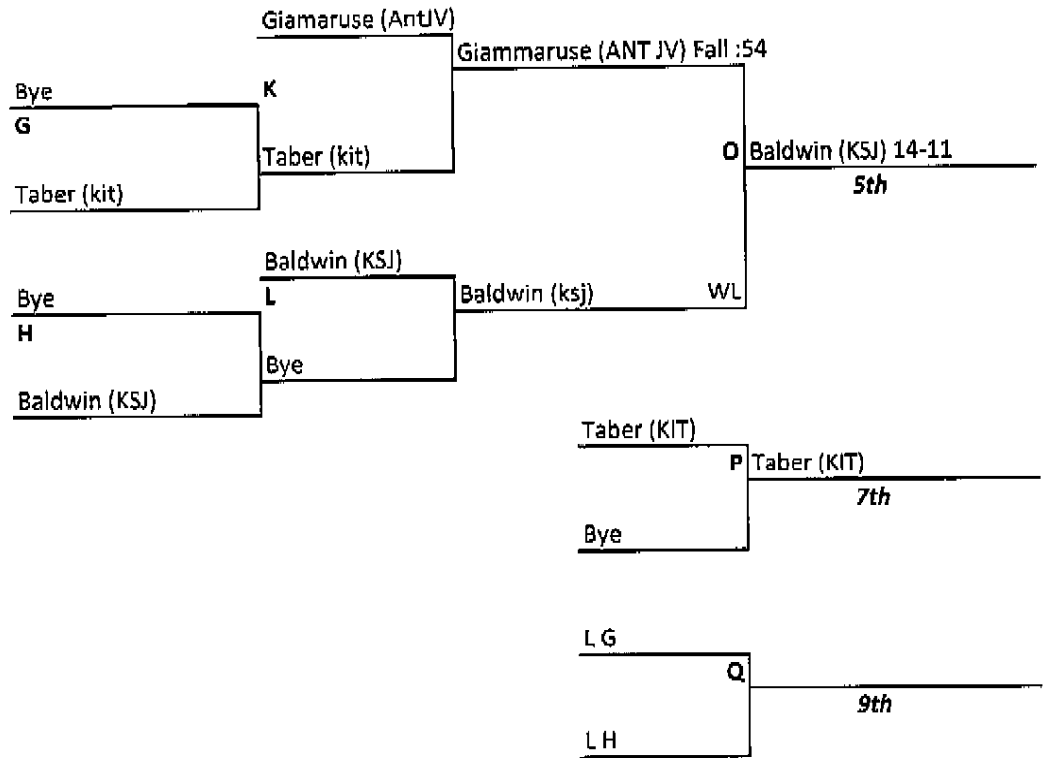 Giamaruse (AntJV)
Giammaruse (ANT JV) Fall :54
Bye
K
G
O Baldwin (KSJ) 14-11
Taber (kit)
5th
Taber (kit)
Baldwin (KSJ)
Bye
L
Baldwin (ksj)
WL
H
Bye
Baldwin (KSJ)
Taber (KIT)
P Taber (KIT)
7th
Bye
L G
Q
9th
L H